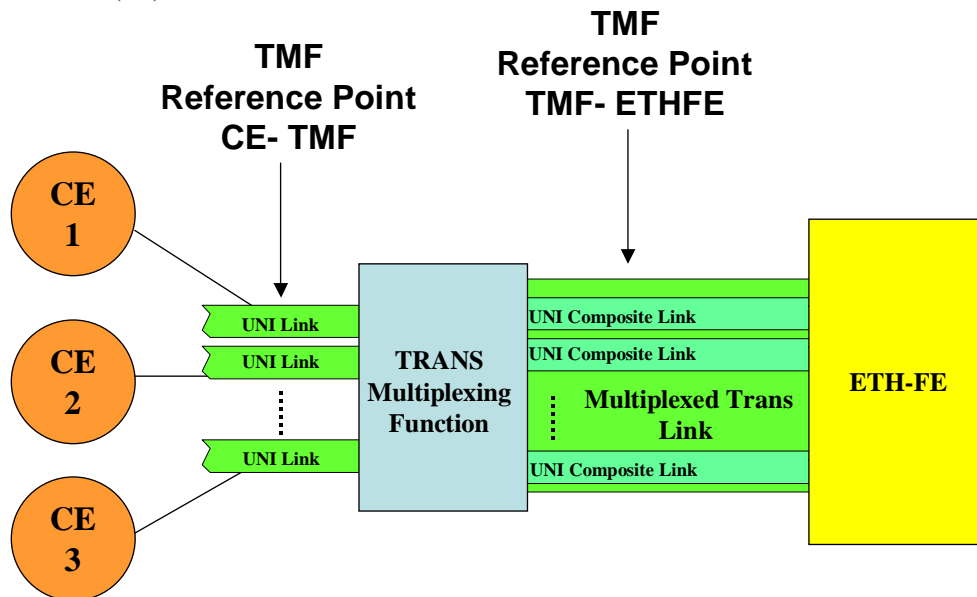 TMF
Reference Point
CE- TMF
TMF
Reference Point
TMF- ETHFE
CE
1
CE
2
CE
3
UNI Link
UNI Link
UNI Link
TRANS
Multiplexing
Function
UNI Composite Link
UNI Composite Link
Multiplexed Trans
Link
UNI Composite Link
ETH-FE